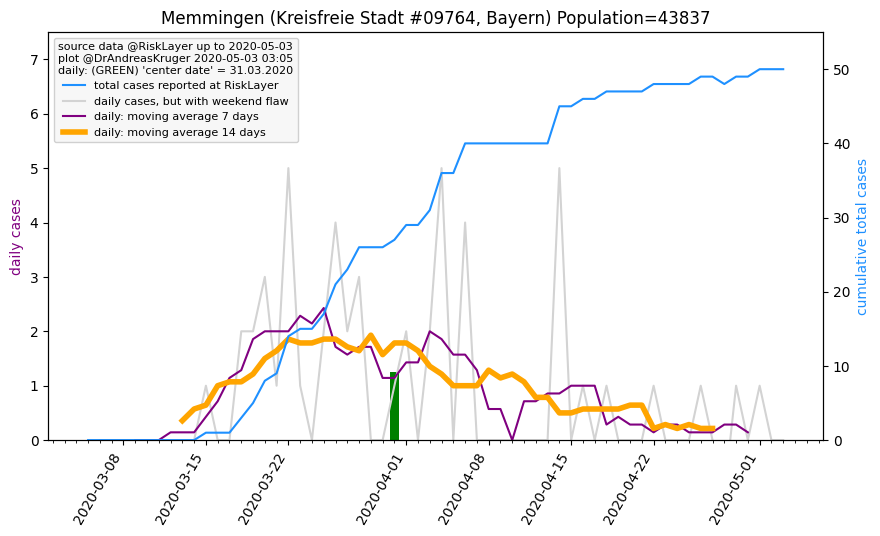 Memmingen (Kreisfreie Stadt #09764, Bayern) Population=43837
source data @RiskLayer up to 2020-05-03
plot @DrAndreasKruger 2020-05-03 03:05
daily: (GREEN) 'center date' = 31.03.2020
total cases reported at RiskLayer
daily cases, but with weekend flaw
daily: moving average 7 days
daily: moving average 14 days
daily cases
7
6
5
4
3
2
1
0
cumulative total cases
50
40
30
20
10
0
2020-03-08
2020-03-15
2020-03-22
2020-04-01
2020-04-08
2020-04-15
2020-04-22
2020-05-01